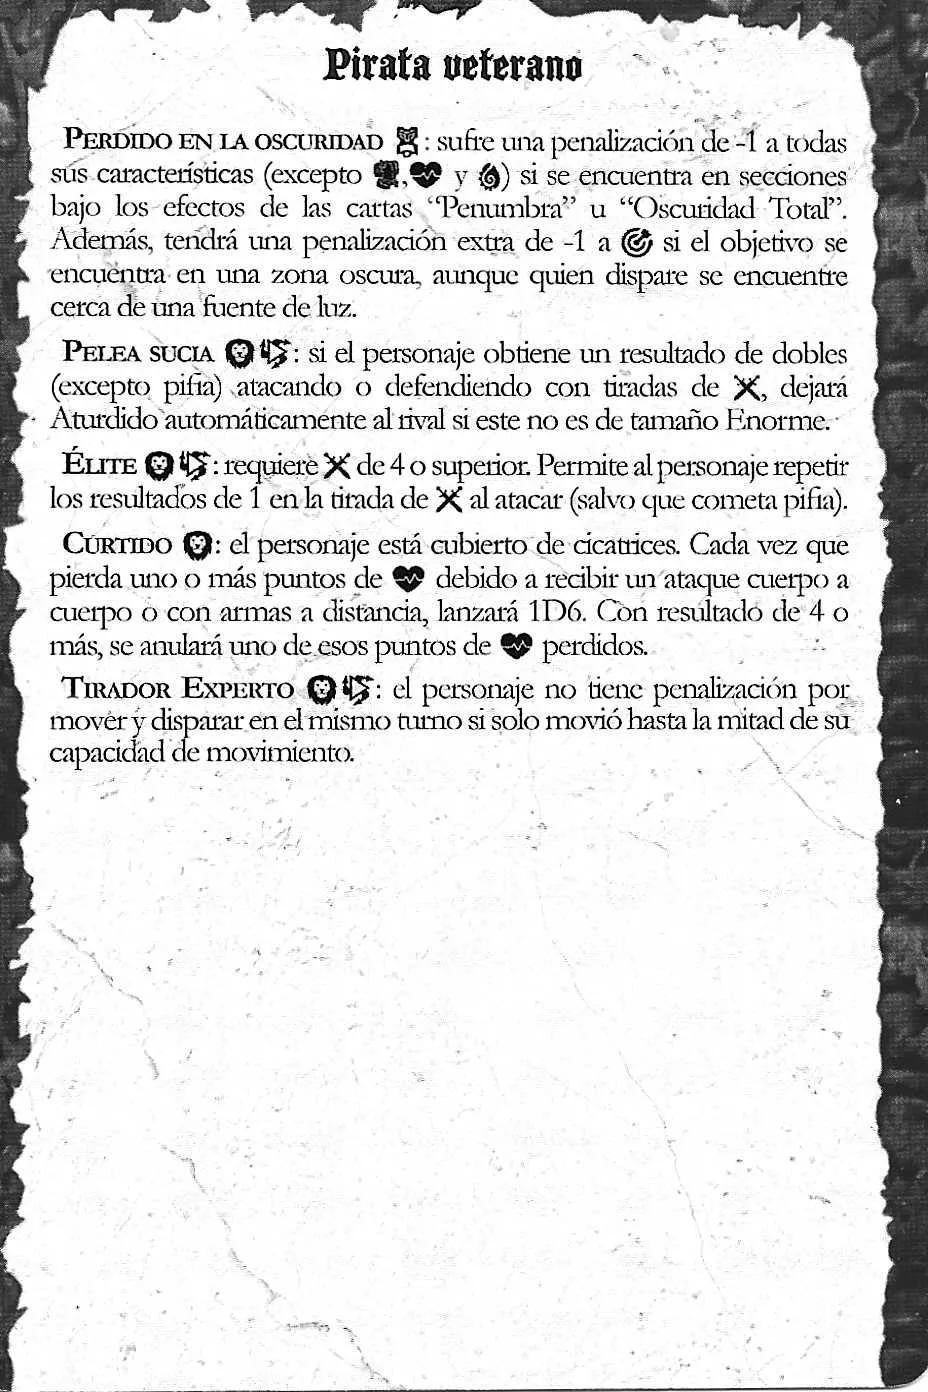 Pirata veterano
PERDIDO EN LA OSCURIDAD : sufre una penalización de -1 a todas
sus características (excepto , y ) si se encuentra en secciones
bajo los efectos de las cartas “Penumbra” u “Oscuridad Total”.
Además, tendrá una penalización extra de -1 a si el objetivo se
encuentra en una zona oscura, aunque quien dispare se encuentre
cerca de una fuente de luz.
PELEA SUCIA : si el personaje obtiene un resultado de dobles
(excepto pifia) atacando o defendiendo con tiradas de , dejará
Aturdido automáticamente al rival si este no es de tamaño Enorme.
ÉLITE : requiere de 4 o superior. Permite al personaje repetir
los resultados de 1 en la tirada de al atacar (salvo que cometa pifia).
CURTIDO : el personaje está cubierto de cicatrices. Cada vez que
pierda uno o más puntos de debido a recibir un ataque cuerpo a
cuerpo o con armas a distancia, lanzará 1D6. Con resultado de 4 o
más, se anulará uno de esos puntos de perdidos.
TIRADOR EXPERTO : el personaje no tiene penalización por
mover y disparar en el mismo turno si solo movió hasta la mitad de su
capacidad de movimiento.